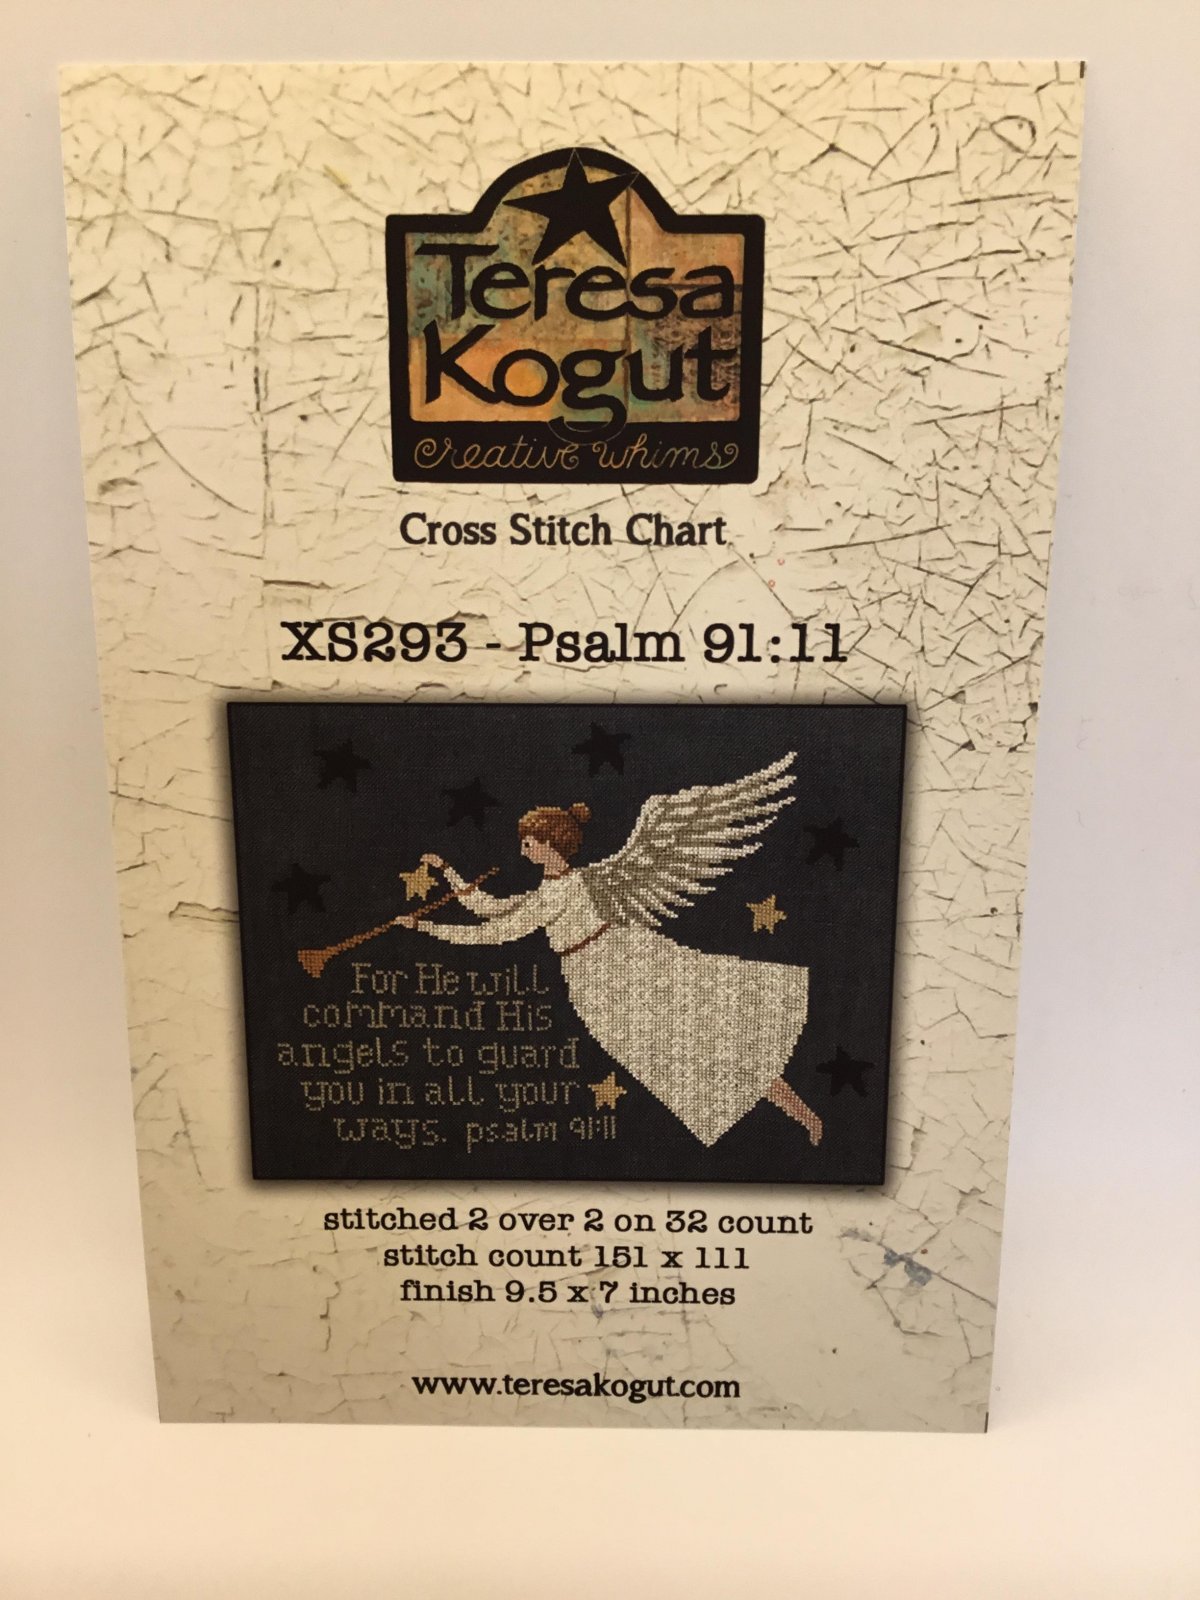 Teresa
Kogut
creative whims
Cross Stitch Chart
XS293 - Psalm 91:11
For He will
command His
angels to guard
you in all your
ways. psalm 91:11
stitched 2 over 2 on 32 count
stitch count 151 x 111
finish 9.5 x 7 inches
www.teresakogut.com